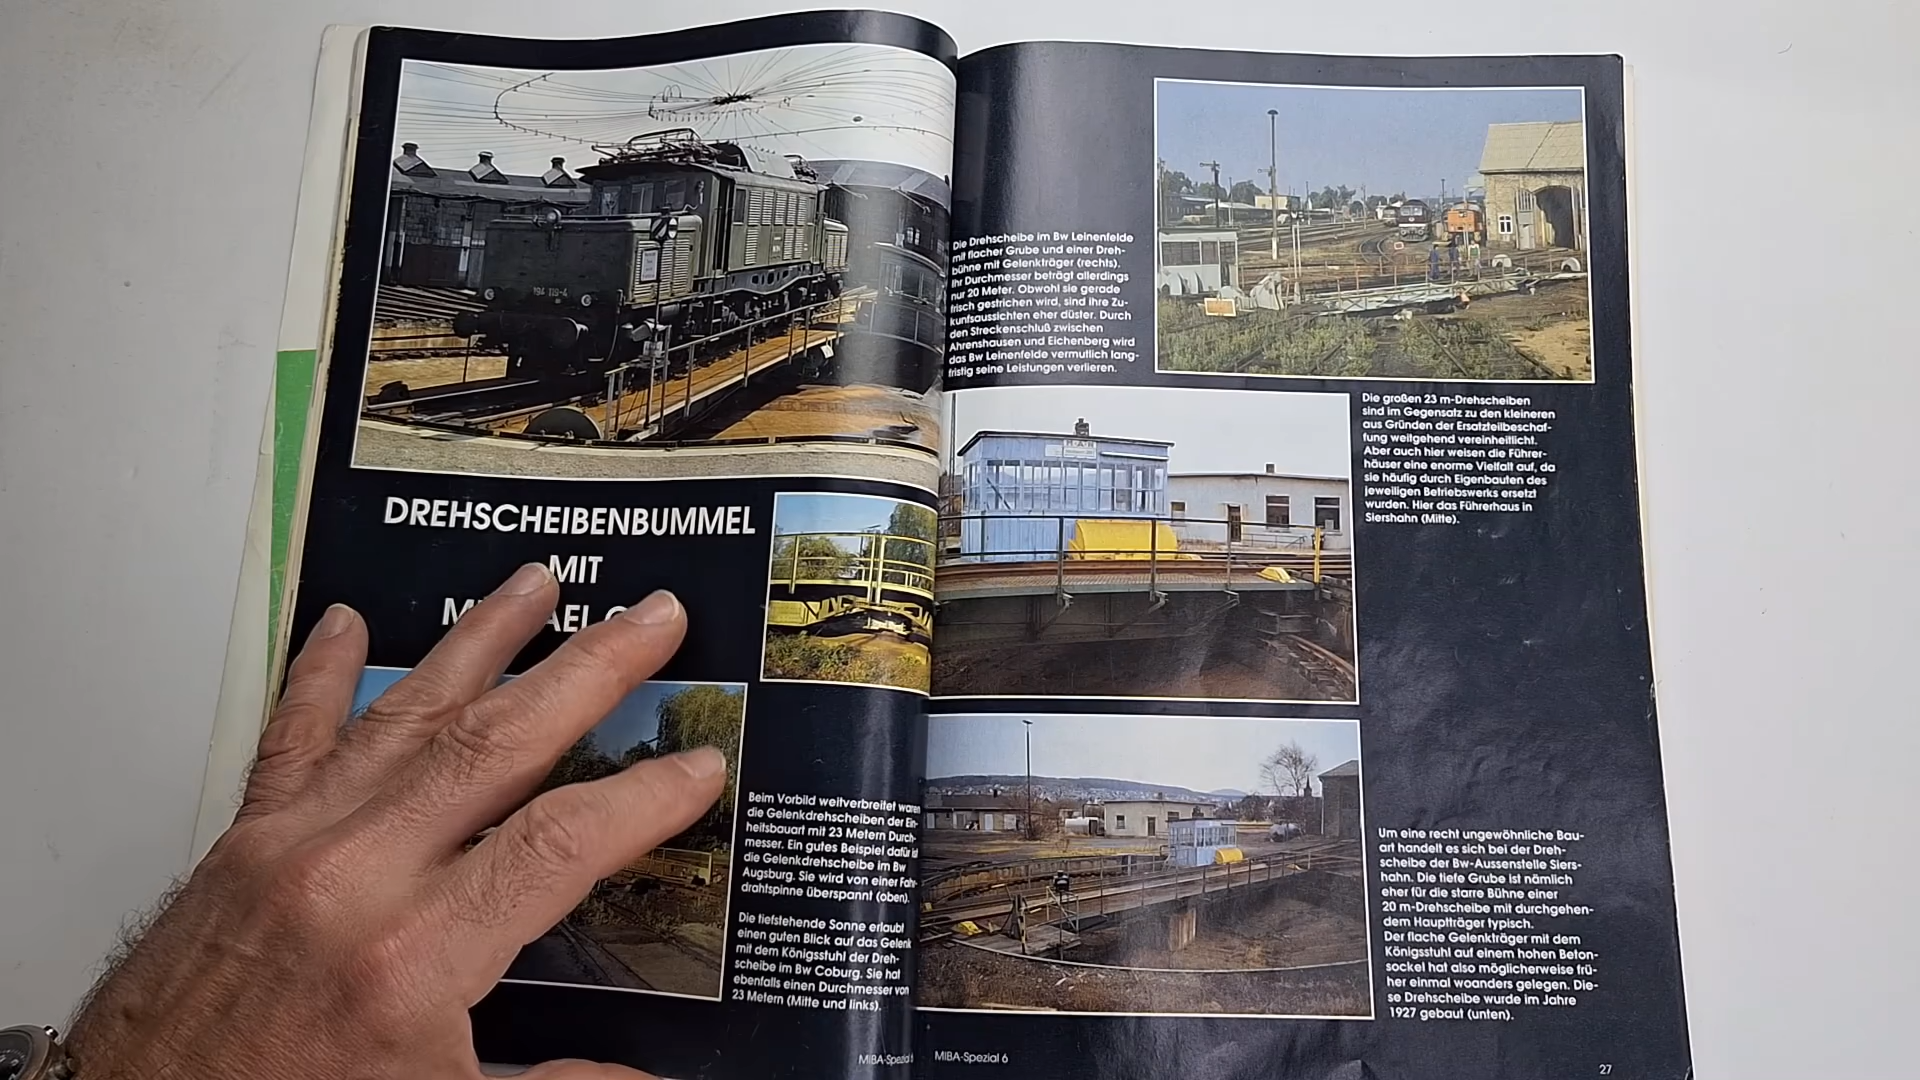 194 118-4
DREHSCHEIBENBUMMEL
MIT
Beim Vorbild weitverbreitet waren
die Gelenkdrehscheiben der Ein-
heitsbauart mit 23 Metern Durch-
messer. Ein gutes Beispiel dafür ist
die Gelenkdrehscheibe im Bw
Augsburg. Sie wird von einer Fahr-
drahtspinne überspannt (oben).
Die tiefstehende Sonne erlaubt
einen guten Blick auf das Gelenk
mit dem Königsstuhl der Dreh-
scheibe im Bw Coburg. Sie hat
ebenfalls einen Durchmesser von
23 Metern (Mitte und links).
MIBA-Spezial
Die Drehscheibe im Bw Leinenfelde
mit flacher Grube und einer Dreh-
bühne mit Gelenkträger (rechts).
Ihr Durchmesser beträgt allerdings
nur 20 Meter. Obwohl sie gerade
frisch gestrichen wird, sind ihre Zu-
kunfsaussichten eher düster. Durch
den Streckenschluß zwischen
Ahrenshausen und Eichenberg wird
das Bw Leinenfelde vermutlich lang-
fristig seine Leistungen verlieren.
Die großen 23 m-Drehscheiben
sind im Gegensatz zu den kleineren
aus Gründen der Ersatzteilbeschaf-
fung weitgehend vereinheitlicht.
Aber auch hier weisen die Führer-
häuser eine enorme Vielfalt auf, da
sie häufig durch Eigenbauten des
jeweiligen Betriebswerks ersetzt
wurden. Hier das Führerhaus in
Siershahn (Mitte).
Um eine recht ungewöhnliche Bau-
art handelt es sich bei der Dreh-
scheibe der Bw-Aussenstelle Siers-
hahn. Die tiefe Grube ist nämlich
eher für die starre Bühne einer
20 m-Drehscheibe mit durchgehen-
dem Hauptträger typisch.
Der flache Gelenkträger mit dem
Königsstuhl auf einem hohen Beton-
sockel hat also möglicherweise frü-
her einmal woanders gelegen. Die-
se Drehscheibe wurde im Jahre
1927 gebaut (unten).
MIBA-Spezial 6
27